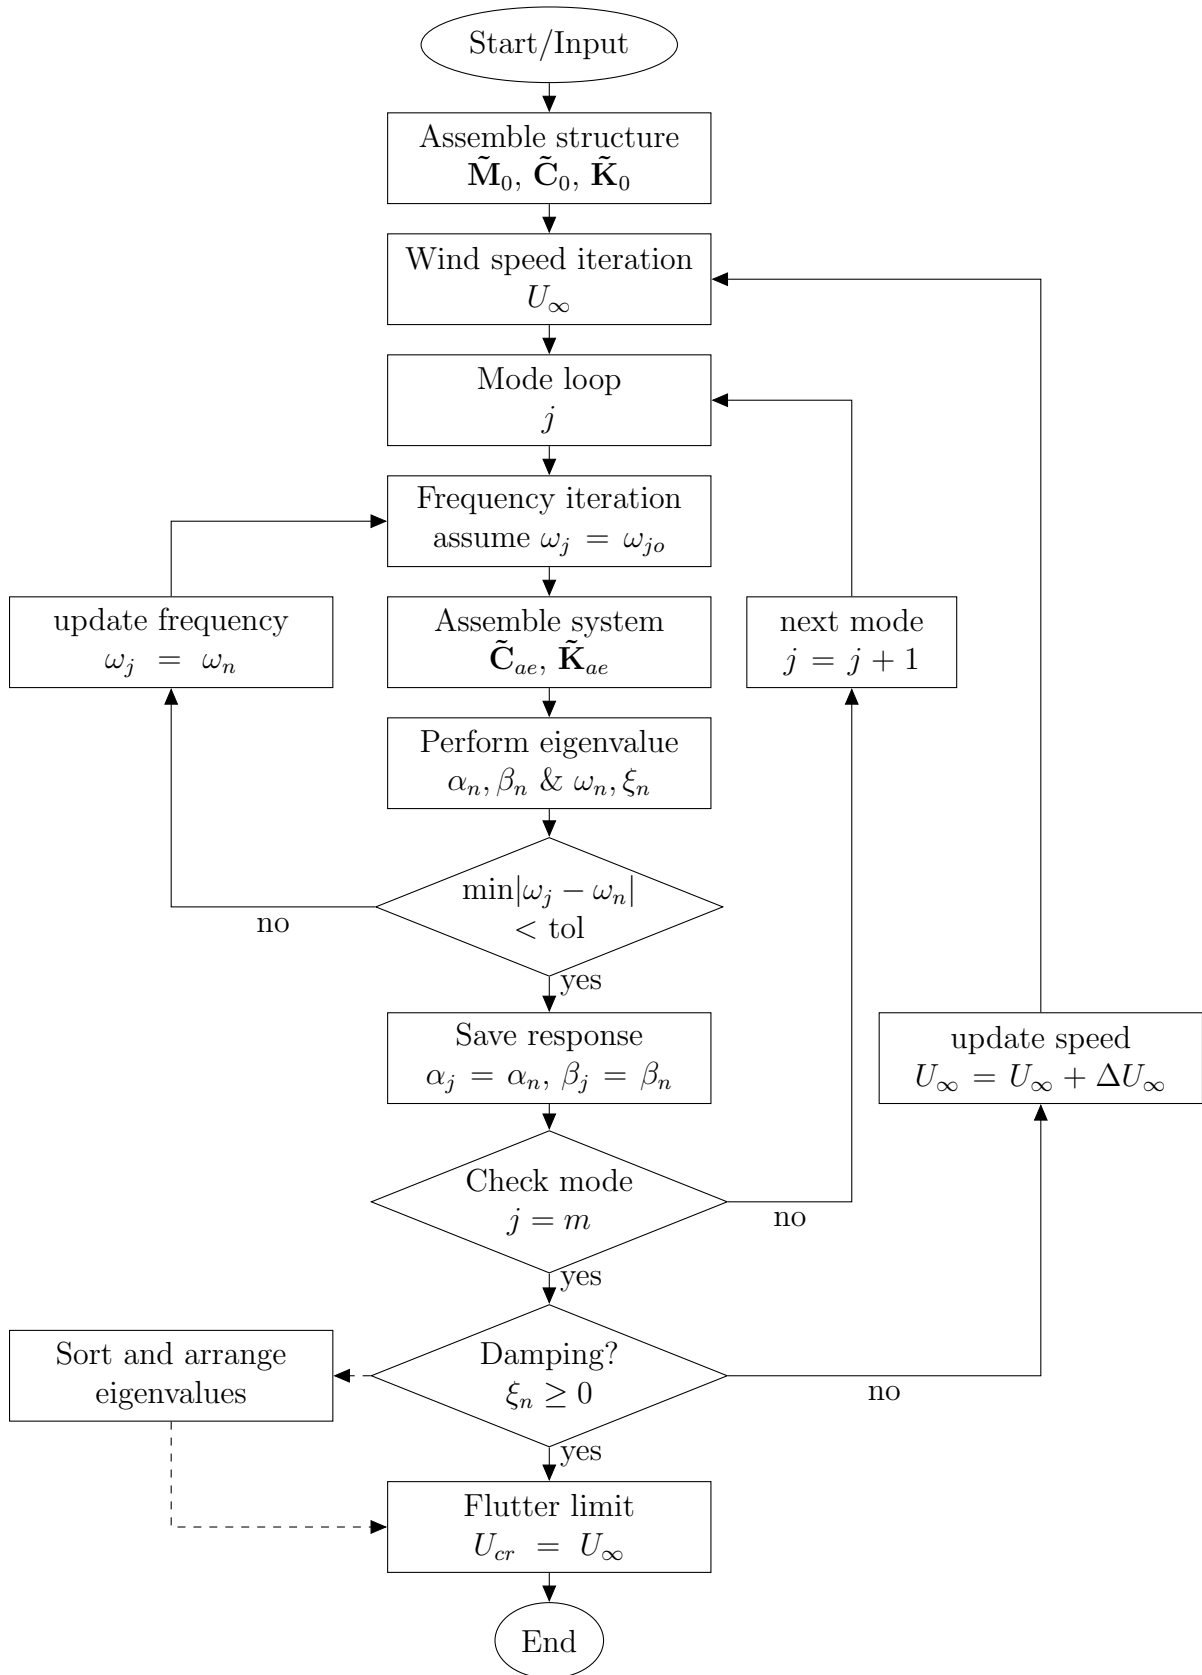 Start/Input
Assemble structure
M̃₀, C̃₀, K̃₀
Wind speed iteration
U∞
Mode loop
j
Frequency iteration
assume ωⱼ = ωⱼₒ
update frequency
ωⱼ = ωₙ
Assemble system
C̃_{ae}, K̃_{ae}
next mode
j = j + 1
Perform eigenvalue
αₙ, βₙ & ωₙ, ξₙ
min|ωⱼ − ωₙ|
< tol
no
yes
Save response
αⱼ = αₙ, βⱼ = βₙ
update speed
U∞ = U∞ + ΔU∞
Check mode
j = m
no
yes
Sort and arrange
eigenvalues
Damping?
ξₙ ≥ 0
no
yes
Flutter limit
U_{cr} = U∞
End